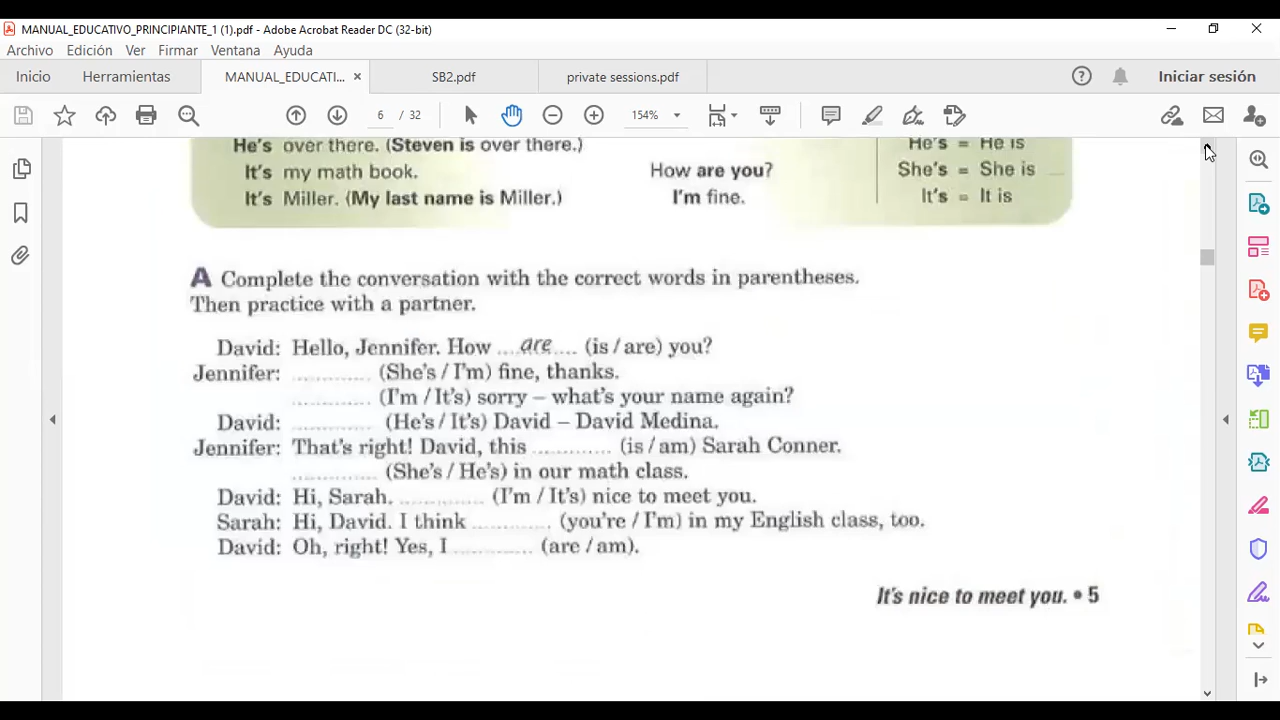 MANUAL_EDUCATIVO_PRINCIPIANTE_1 (1).pdf - Adobe Acrobat Reader DC (32-bit)
Archivo Edición Ver Firmar Ventana Ayuda
Inicio Herramientas MANUAL_EDUCATI... SB2.pdf private sessions.pdf Iniciar sesión
6 / 32 154%
He's over there. (Steven is over there.) He's = He is
It's my math book. How are you? She's = She is
It's Miller. (My last name is Miller.) I'm fine. It's = It is
A Complete the conversation with the correct words in parentheses.
Then practice with a partner.
David: Hello, Jennifer. How ....are.... (is / are) you?
Jennifer: ............ (She's / I'm) fine, thanks.
............ (I'm / It's) sorry – what's your name again?
David: ............ (He's / It's) David – David Medina.
Jennifer: That's right! David, this ............ (is / am) Sarah Conner.
............ (She's / He's) in our math class.
David: Hi, Sarah. ............ (I'm / It's) nice to meet you.
Sarah: Hi, David. I think ............ (you're / I'm) in my English class, too.
David: Oh, right! Yes, I ............ (are / am).
It's nice to meet you. • 5